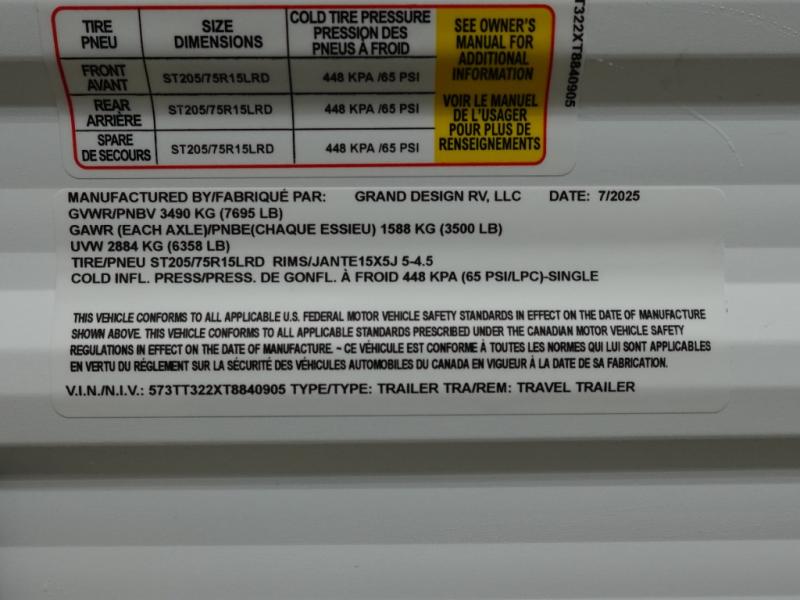 TIRE PNEU SIZE DIMENSIONS COLD TIRE PRESSURE PRESSION DES PNEUS À FROID
FRONT AVANT ST205/75R15LRD 448 KPA /65 PSI
REAR ARRIÈRE ST205/75R15LRD 448 KPA /65 PSI
SPARE DE SECOURS ST205/75R15LRD 448 KPA /65 PSI
SEE OWNER'S
MANUAL FOR
ADDITIONAL
INFORMATION
VOIR LE MANUEL
DE L'USAGER
POUR PLUS DE
RENSEIGNEMENTS
T322XT8840905
MANUFACTURED BY/FABRIQUÉ PAR: GRAND DESIGN RV, LLC DATE: 7/2025
GVWR/PNBV 3490 KG (7695 LB)
GAWR (EACH AXLE)/PNBE(CHAQUE ESSIEU) 1588 KG (3500 LB)
UVW 2884 KG (6358 LB)
TIRE/PNEU ST205/75R15LRD RIMS/JANTE15X5J 5-4.5
COLD INFL. PRESS/PRESS. DE GONFL. À FROID 448 KPA (65 PSI/LPC)-SINGLE
THIS VEHICLE CONFORMS TO ALL APPLICABLE U.S. FEDERAL MOTOR VEHICLE SAFETY STANDARDS IN EFFECT ON THE DATE OF MANUFACTURE
SHOWN ABOVE. THIS VEHICLE CONFORMS TO ALL APPLICABLE STANDARDS PRESCRIBED UNDER THE CANADIAN MOTOR VEHICLE SAFETY
REGULATIONS IN EFFECT ON THE DATE OF MANUFACTURE. ~ CE VÉHICULE EST CONFORME À TOUTES LES NORMES QUI LUI SONT APPLICABLES
EN VERTU DU RÉGLEMENT SUR LA SÉCURITÉ DES VÉHICULES AUTOMOBILES DU CANADA EN VIGUEUR À LA DATE DE SA FABRICATION.
V.I.N./N.I.V.: 573TT322XT8840905 TYPE/TYPE: TRAILER TRA/REM: TRAVEL TRAILER